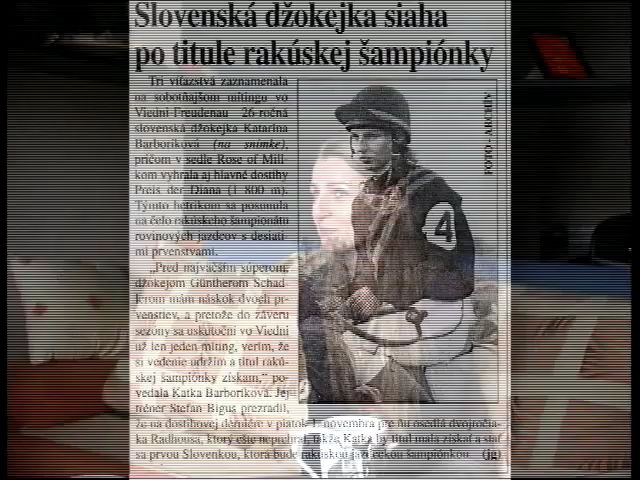 Slovenská džokejka siaha
po titule rakúskej šampiónky
Tri víťazstvá zaznamenala
na sobotňajšom mítingu vo
Viedni Freudenau 26-ročná
slovenská džokejka Katarína
Barboríková (na snímke),
pričom v sedle Rose of Mill-
kom vyhrala aj hlavné dostihy
Preis der Diana (1 800 m).
Týmto hetrikom sa posunula
na čelo rakúskeho šampionátu
rovinových jazdcov s desiati-
mi prvenstvami.
„Pred najväčším súperom,
džokejom Güntherom Schad-
lerom mám náskok dvoch pr-
venstiev, a pretože do záveru
sezóny sa uskutoční vo Viedni
už len jeden míting, verím, že
si vedenie udržím a titul rakú-
skej šampiónky získam,“ po-
vedala Katka Barboríková. Jej
tréner Štefan Bigus prezradil,
že na dostihovej derniére v piatok 1. novembra pre ňu osedlá dvojročia-
ka Radhousa, ktorý ešte neprehral, takže Katka by titul mala získať a stať
sa prvou Slovenkou, ktorá bude rakúskou jazdeckou šampiónkou. (jg)
FOTO - ARCHÍV
4